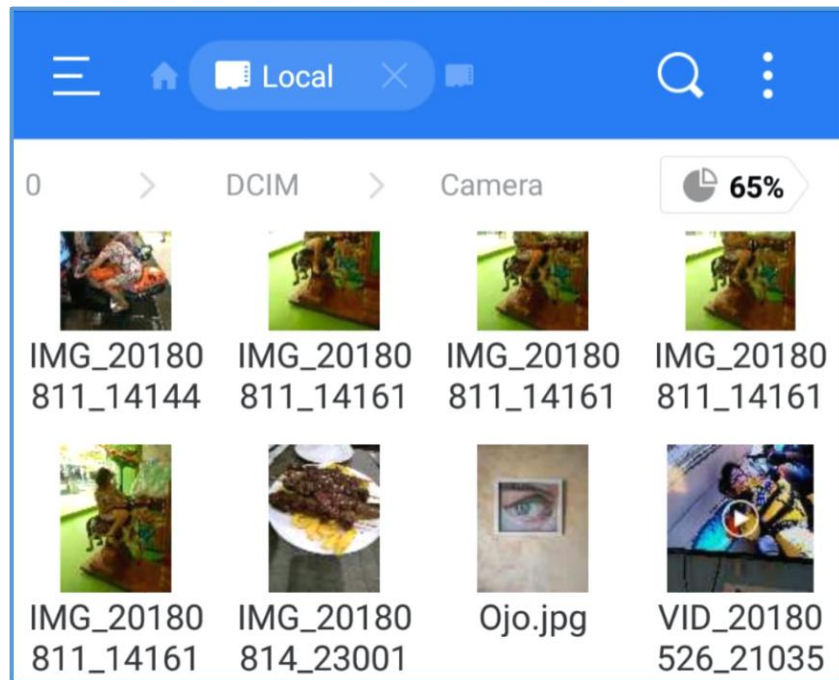 Local
0 > DCIM > Camera 65%
IMG_20180 IMG_20180 IMG_20180 IMG_20180
811_14144 811_14161 811_14161 811_14161
IMG_20180 IMG_20180 Ojo.jpg VID_20180
811_14161 814_23001 526_21035